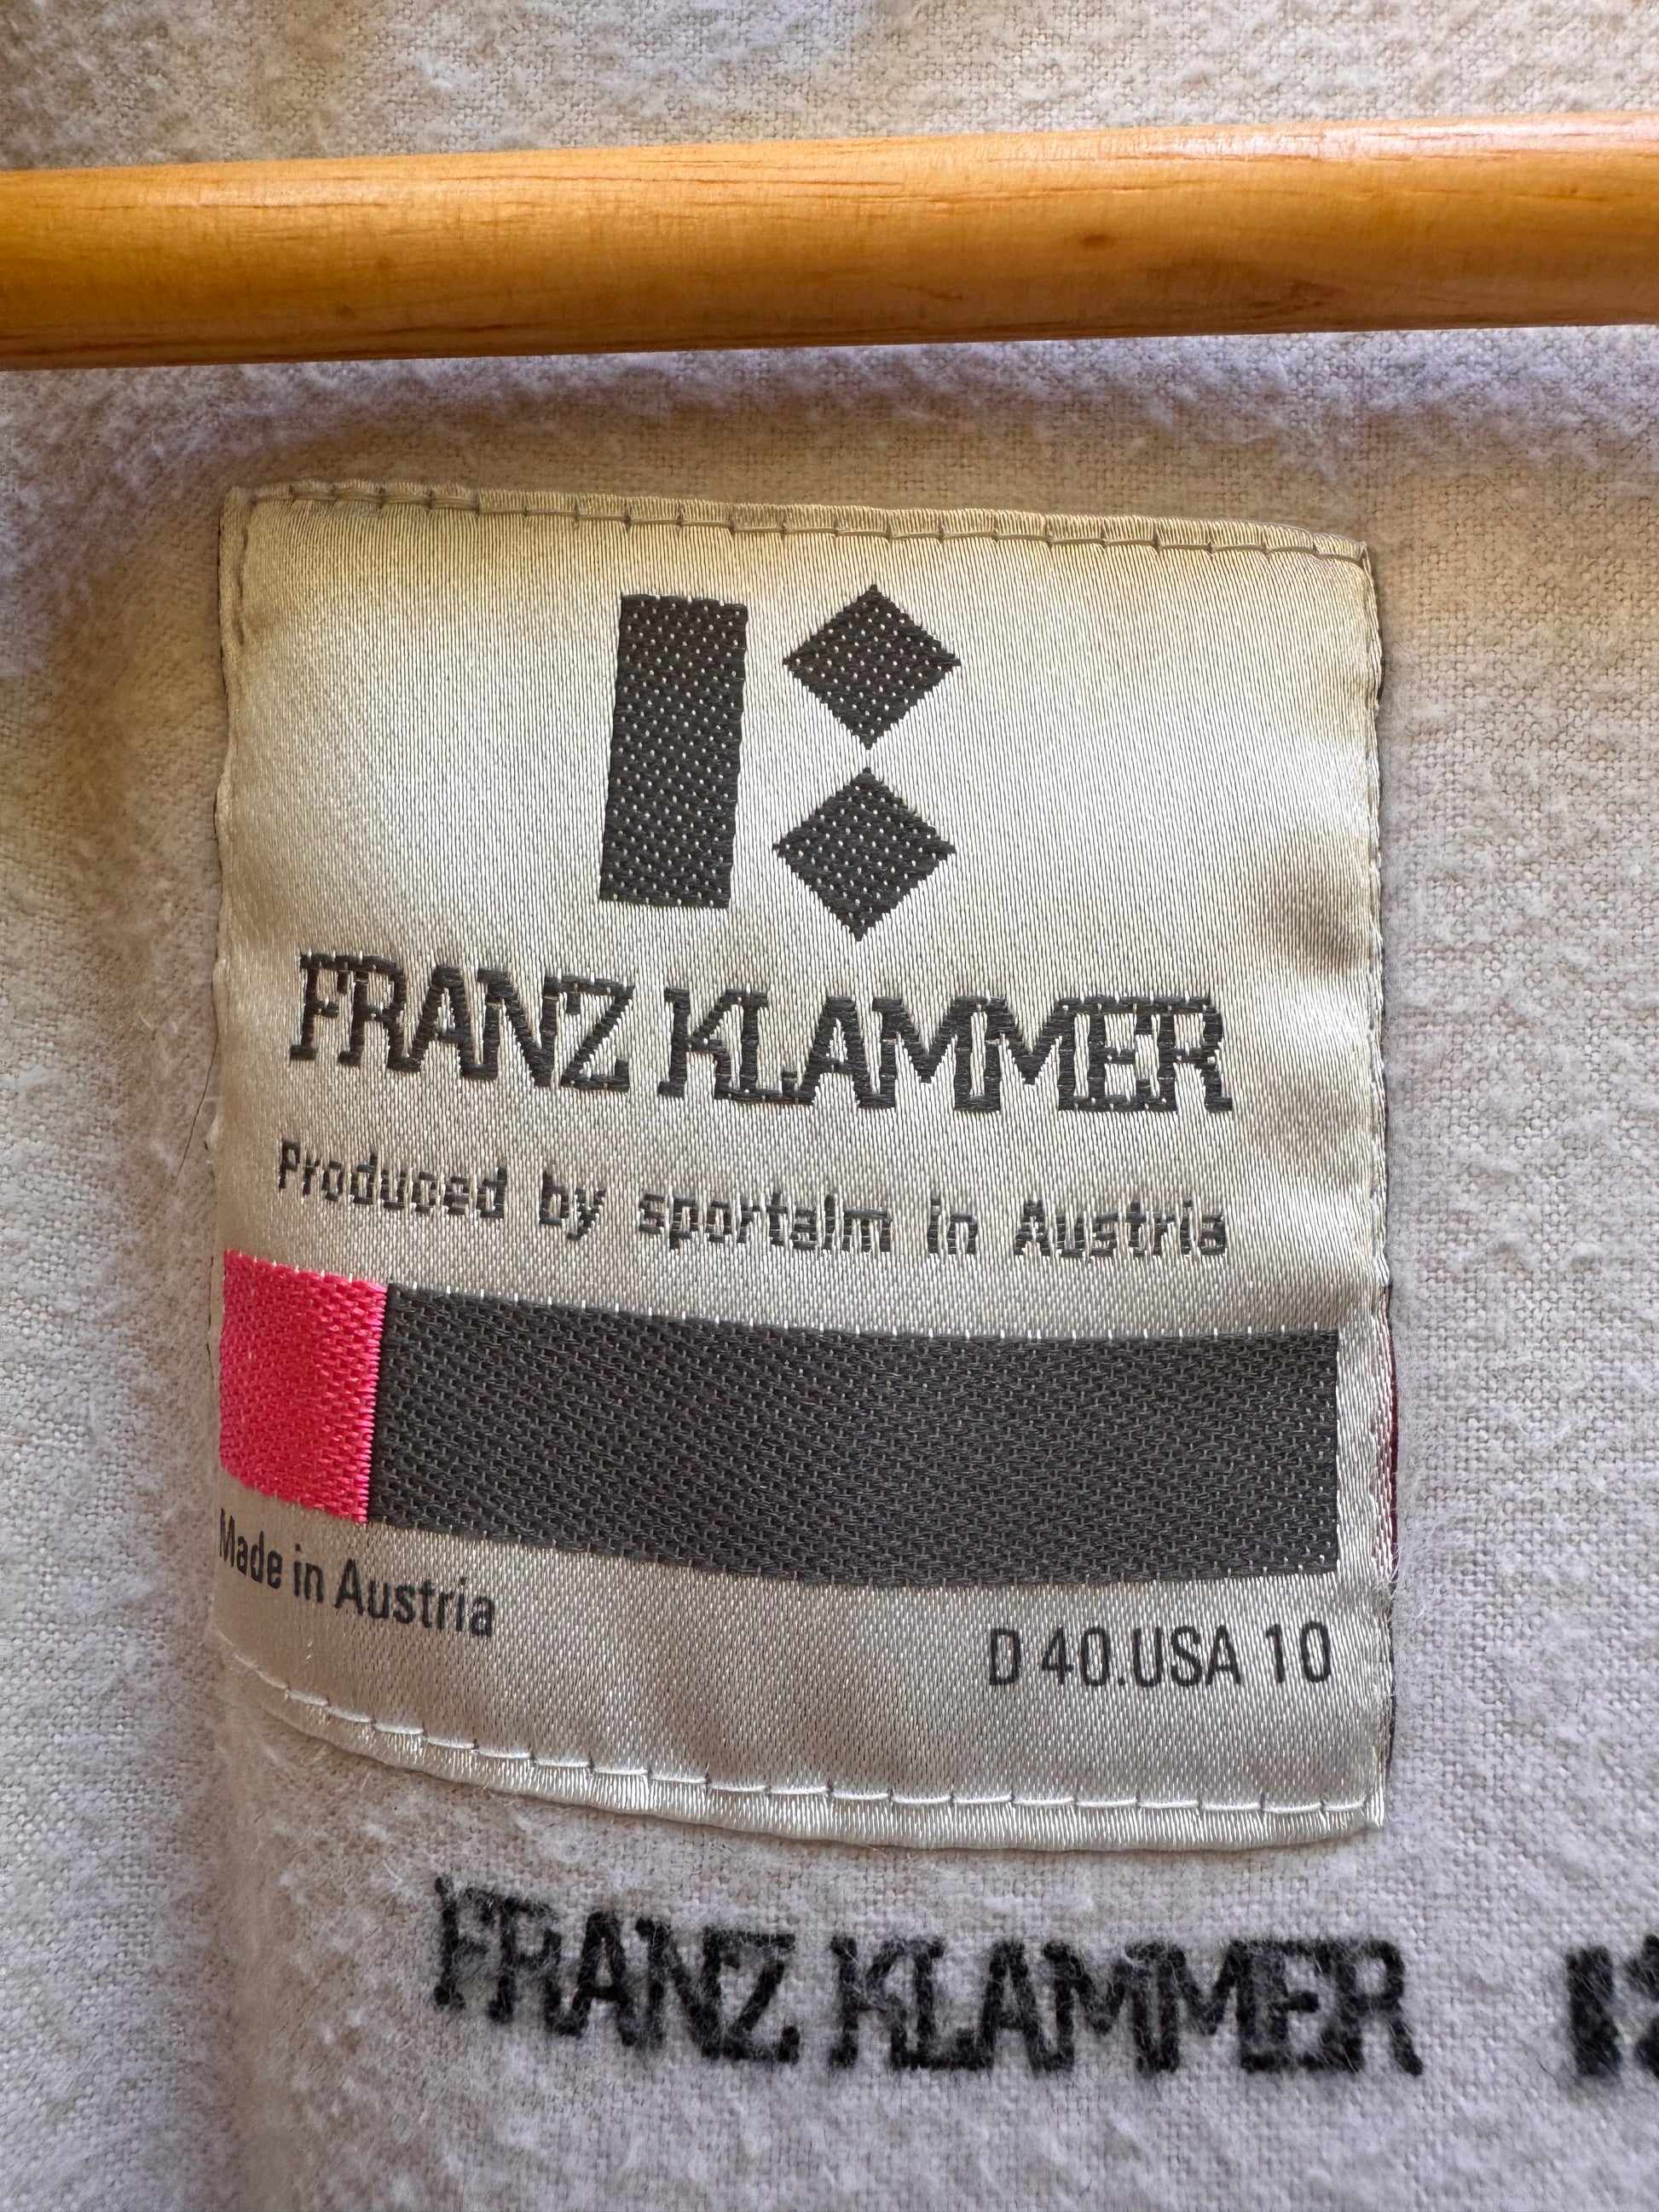 FRANZ KLAMMER
Produced by sportalm in Austria
Made in Austria
D 40.USA 10
FRANZ KLAMMER